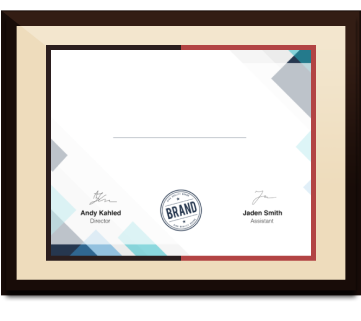 BRAND
Andy Kahled
Director
Jaden Smith
Assistant